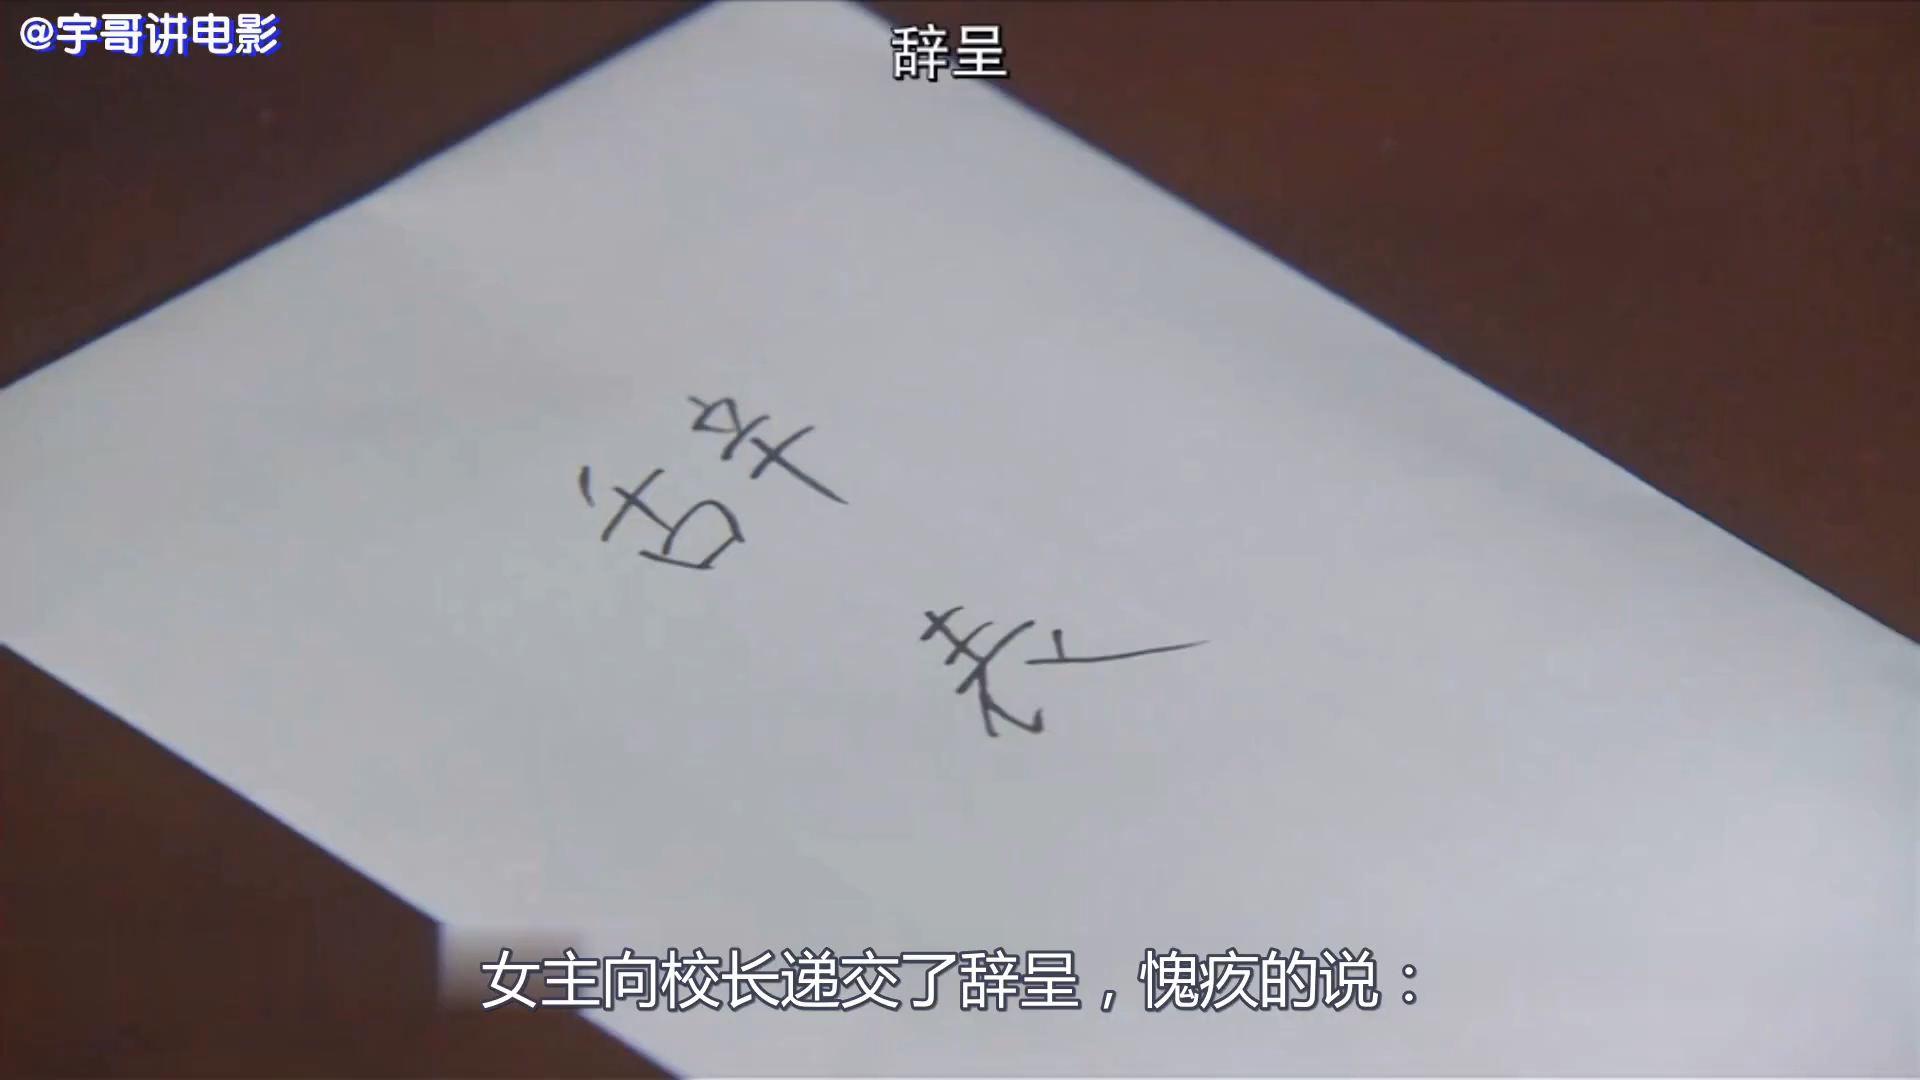 @宇哥讲电影
辞呈
辞表
女主向校长递交了辞呈，愧疚的说：